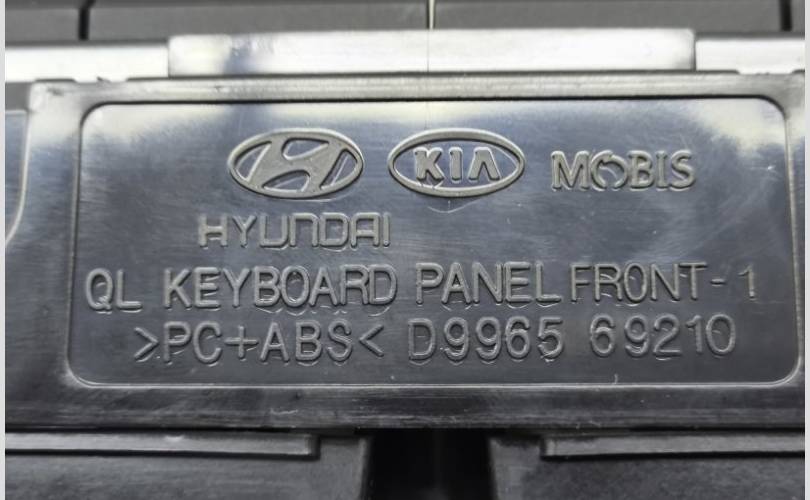 KIA MOBIS
HYUNDAI
QL KEYBOARD PANEL FRONT-1
>PC+ABS< D9965 69210